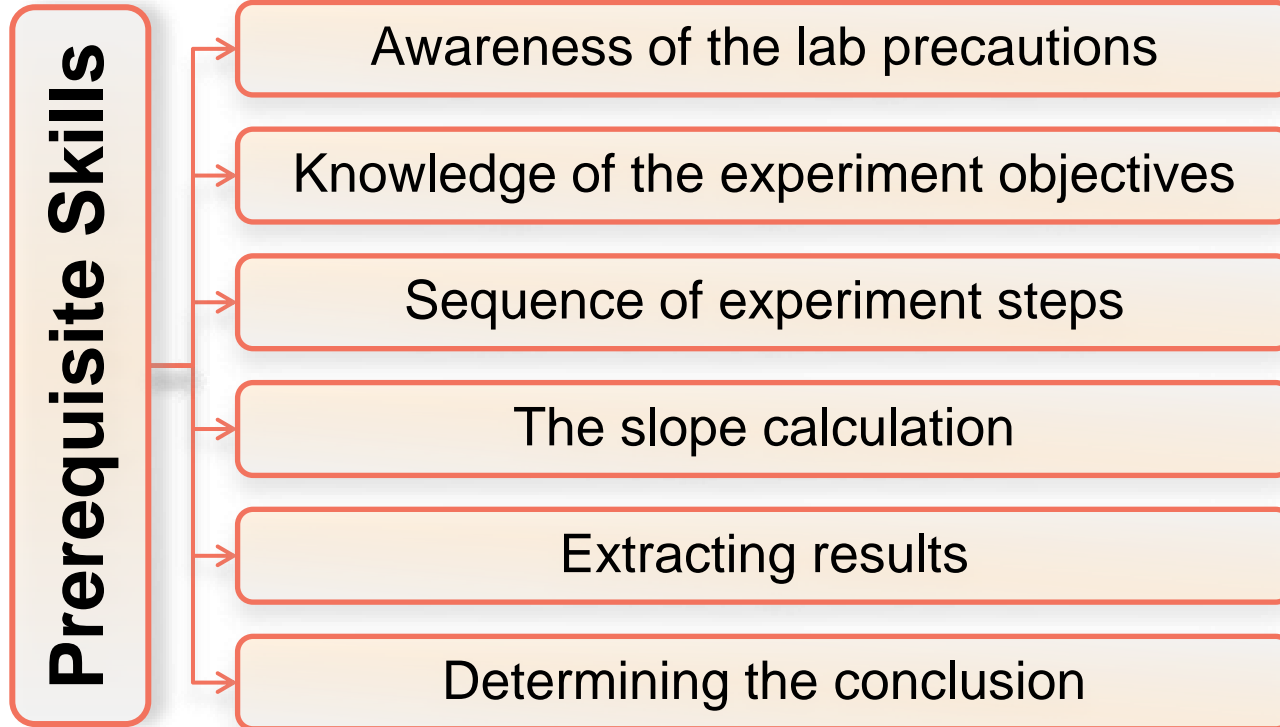 Prerequisite Skills
Awareness of the lab precautions
Knowledge of the experiment objectives
Sequence of experiment steps
The slope calculation
Extracting results
Determining the conclusion